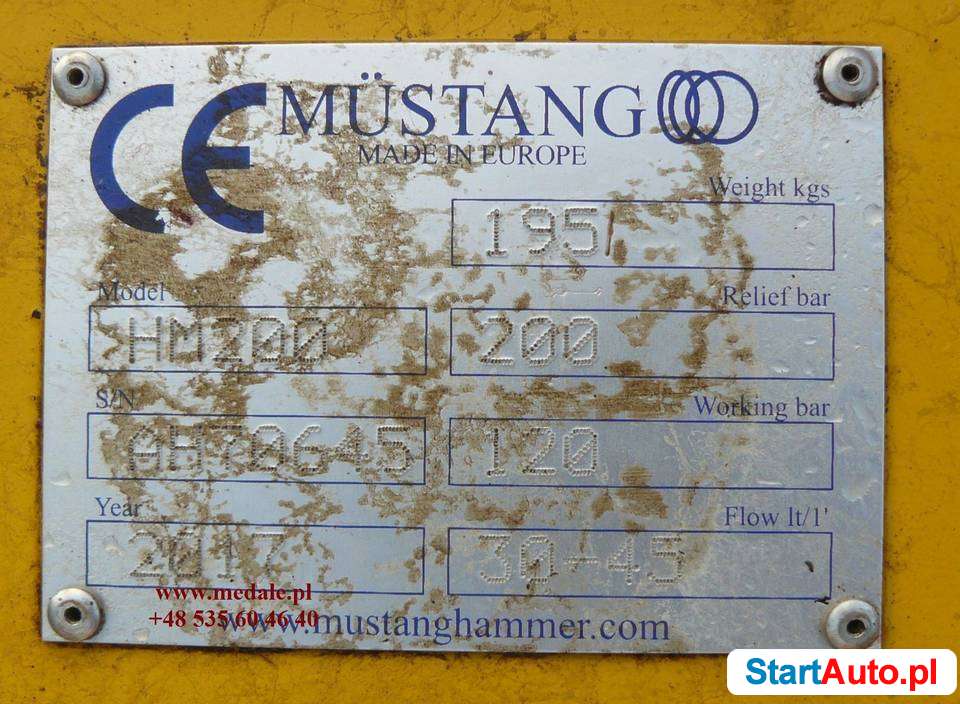 CE MÜSTANG
MADE IN EUROPE
Weight kgs
195
Model
HM200
Relief bar
200
S/N
AH70645
Working bar
120
Year
2017
Flow lt/1'
30÷45
www.medale.pl
+48 535 60 46 40
www.mustanghammer.com
StartAuto.pl